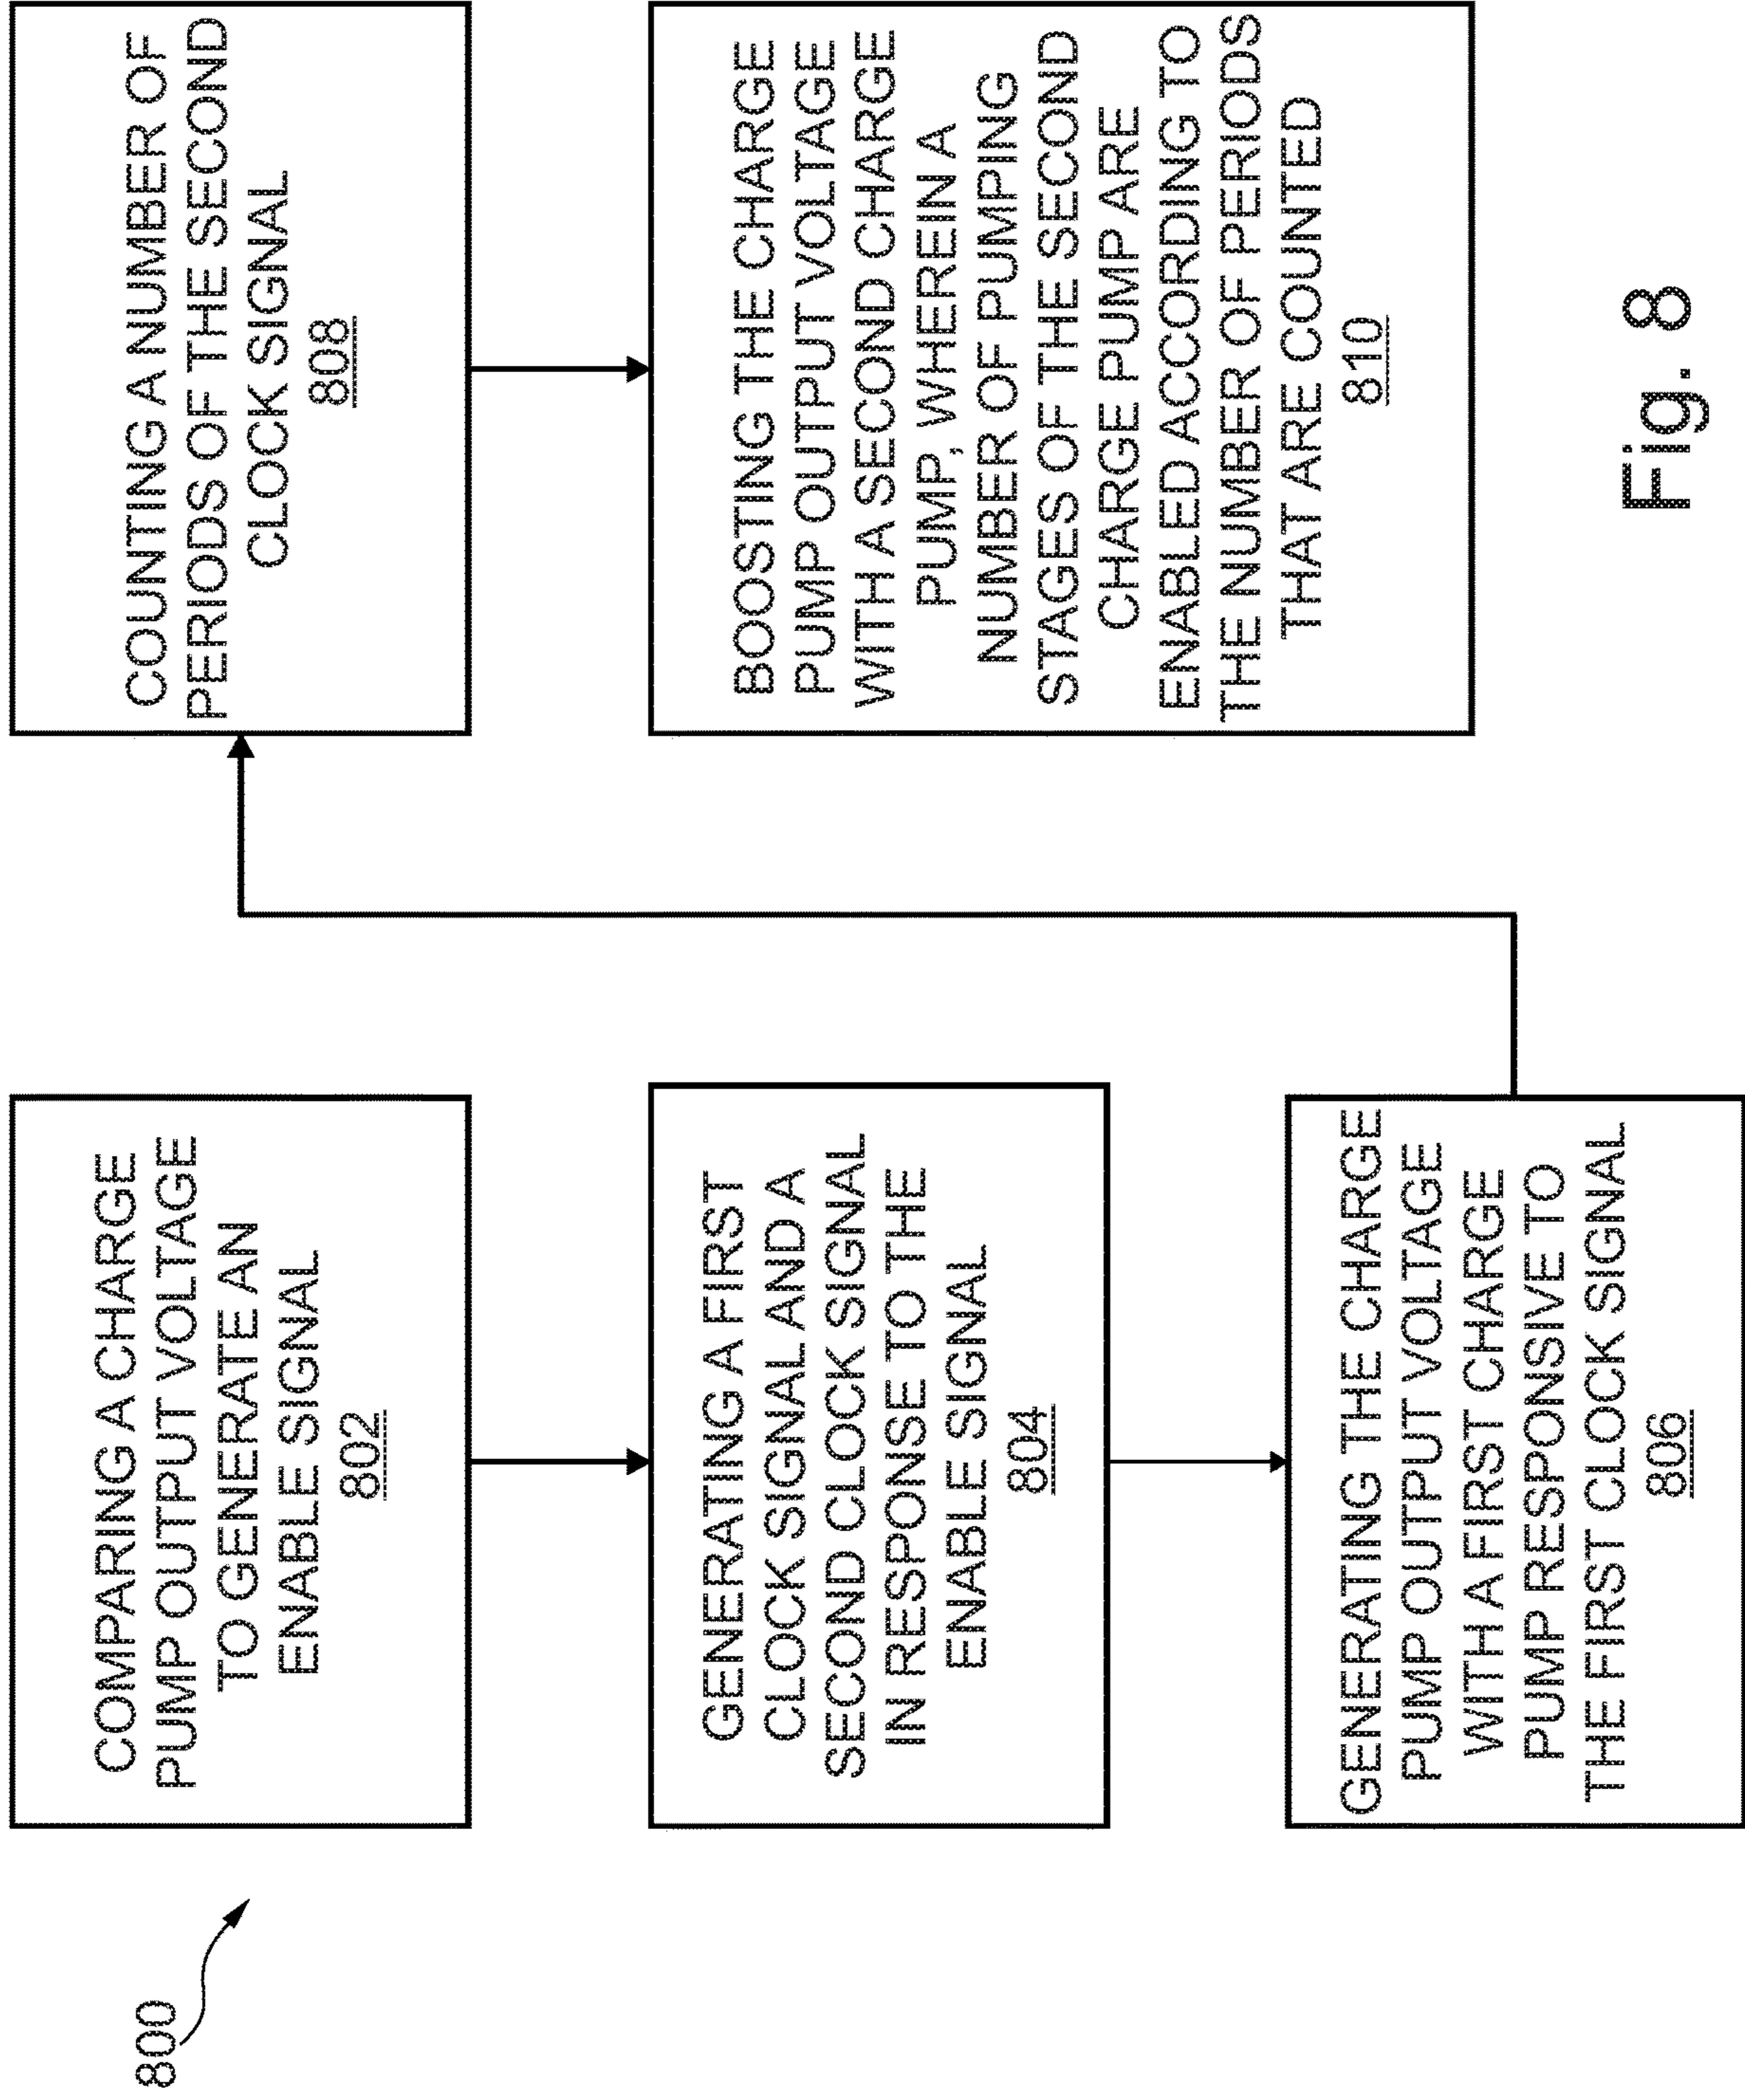 800
COMPARING A CHARGE
PUMP OUTPUT VOLTAGE
TO GENERATE AN
ENABLE SIGNAL
802
GENERATING A FIRST
CLOCK SIGNAL AND A
SECOND CLOCK SIGNAL
IN RESPONSE TO THE
ENABLE SIGNAL
804
GENERATING THE CHARGE
PUMP OUTPUT VOLTAGE
WITH A FIRST CHARGE
PUMP RESPONSIVE TO
THE FIRST CLOCK SIGNAL
806
COUNTING A NUMBER OF
PERIODS OF THE SECOND
CLOCK SIGNAL
808
BOOSTING THE CHARGE
PUMP OUTPUT VOLTAGE
WITH A SECOND CHARGE
PUMP, WHEREIN A
NUMBER OF PUMPING
STAGES OF THE SECOND
CHARGE PUMP ARE
ENABLED ACCORDING TO
THE NUMBER OF PERIODS
THAT ARE COUNTED
810
Fig. 8